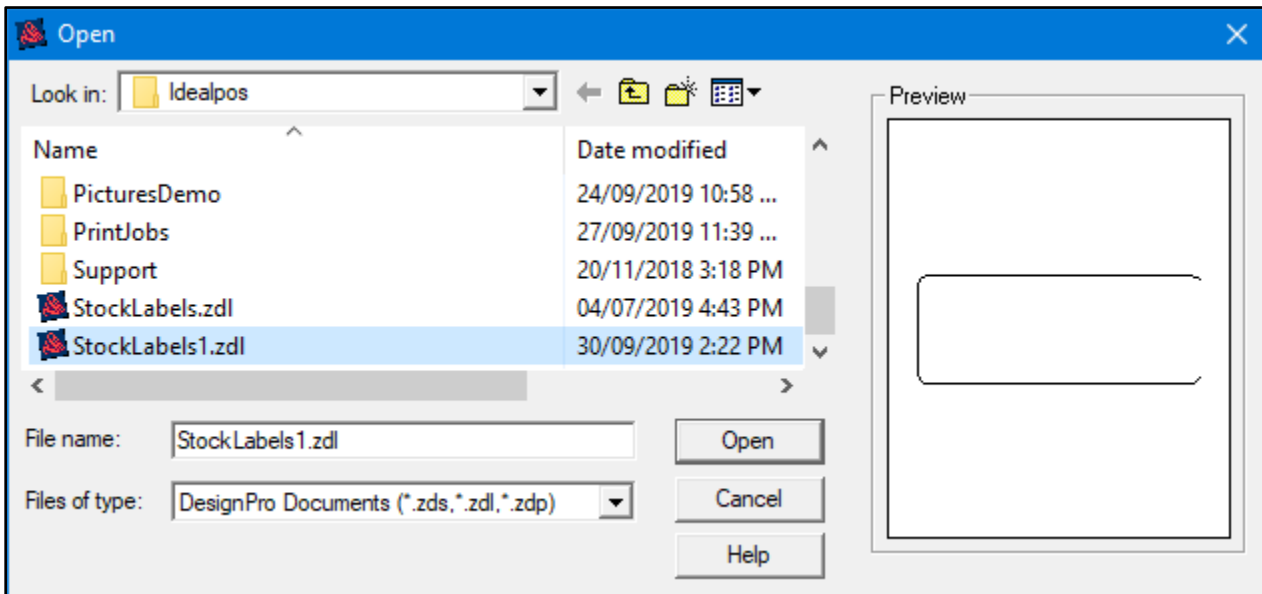 Open
Look in: Idealpos
Preview
Name Date modified
PicturesDemo 24/09/2019 10:58 ...
PrintJobs 27/09/2019 11:39 ...
Support 20/11/2018 3:18 PM
StockLabels.zdl 04/07/2019 4:43 PM
StockLabels1.zdl 30/09/2019 2:22 PM
File name: StockLabels1.zdl Open
Files of type: DesignPro Documents (*.zds,*.zdl,*.zdp) Cancel
Help